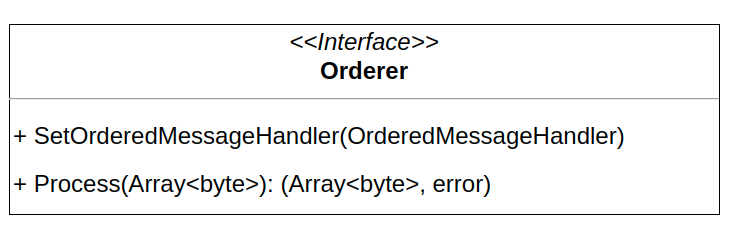 <<Interface>>
Orderer
+ SetOrderedMessageHandler(OrderedMessageHandler)
+ Process(Array<byte>): (Array<byte>, error)